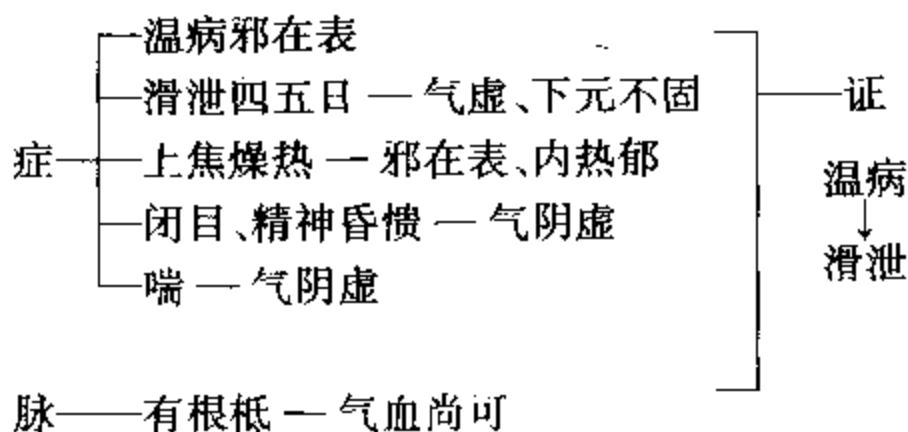 温病邪在表
滑泄四五日 — 气虚、下元不固
证
症
上焦燥热 — 邪在表、内热郁
温病
闭目、精神昏愦 — 气阴虚
滑泄
喘 — 气阴虚
脉 — 有根柢 — 气血尚可